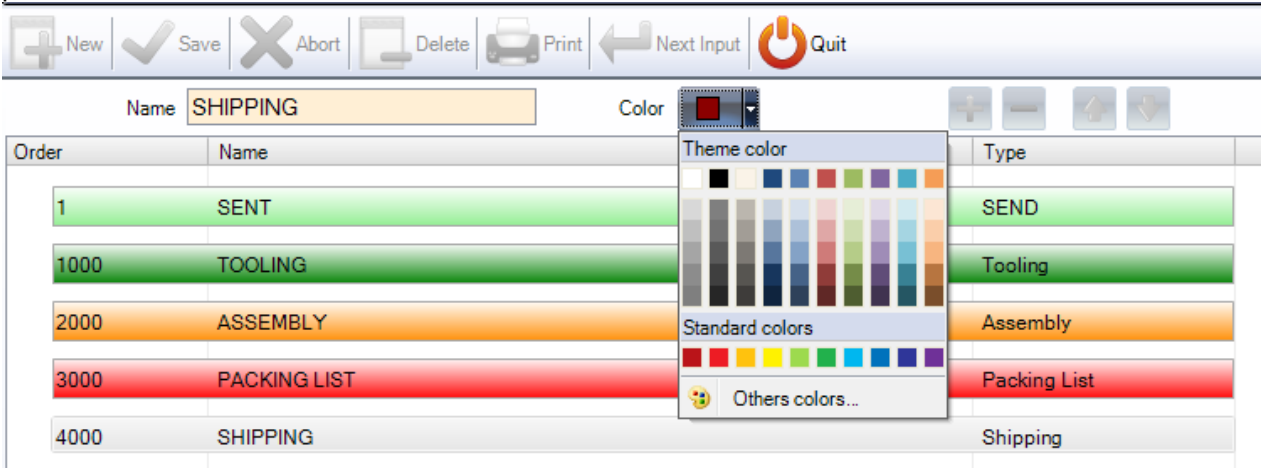 New Save Abort Delete Print Next Input Quit
Name SHIPPING Color
Order Name Type
Theme color
1 SENT SEND
1000 TOOLING Tooling
2000 ASSEMBLY Assembly
Standard colors
3000 PACKING LIST Packing List
Others colors...
4000 SHIPPING Shipping